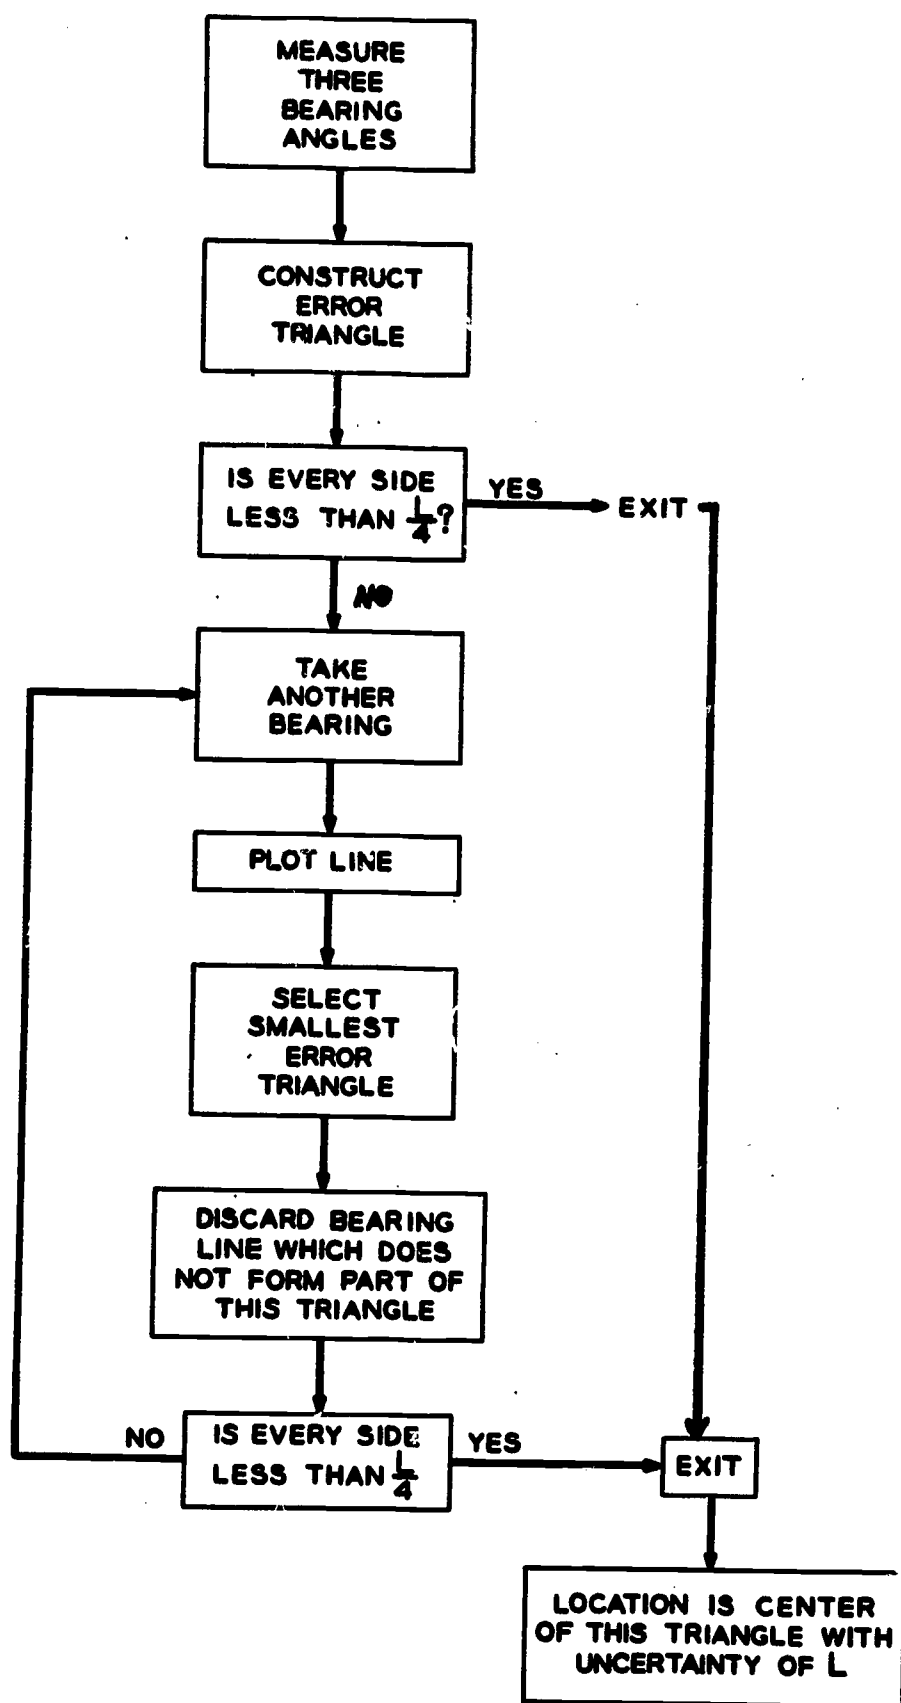 MEASURE
THREE
BEARING
ANGLES
CONSTRUCT
ERROR
TRIANGLE
IS EVERY SIDE
LESS THAN L/4?
YES
EXIT
NO
TAKE
ANOTHER
BEARING
PLOT LINE
SELECT
SMALLEST
ERROR
TRIANGLE
DISCARD BEARING
LINE WHICH DOES
NOT FORM PART OF
THIS TRIANGLE
NO
IS EVERY SIDE
LESS THAN L/4
YES
EXIT
LOCATION IS CENTER
OF THIS TRIANGLE WITH
UNCERTAINTY OF L